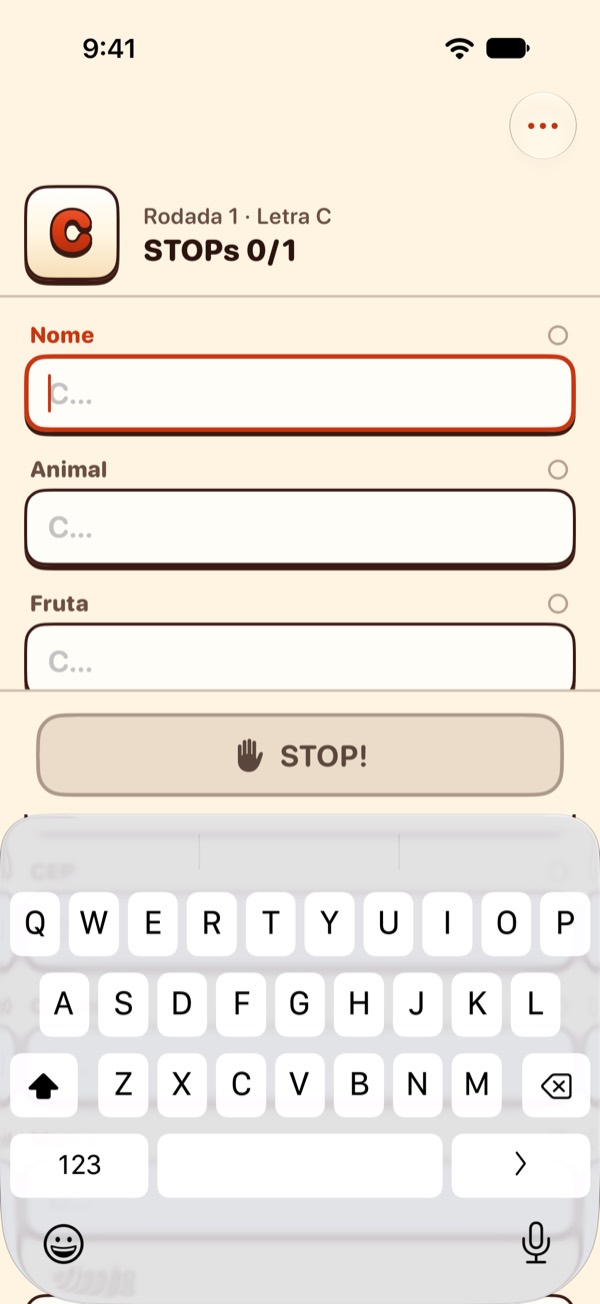 9:41
C
Rodada 1 · Letra C
STOPs 0/1
Nome
C...
Animal
C...
Fruta
C...
STOP!
CEP
Q W E R T Y U I O P
A S D F G H J K L
Z X C V B N M
123